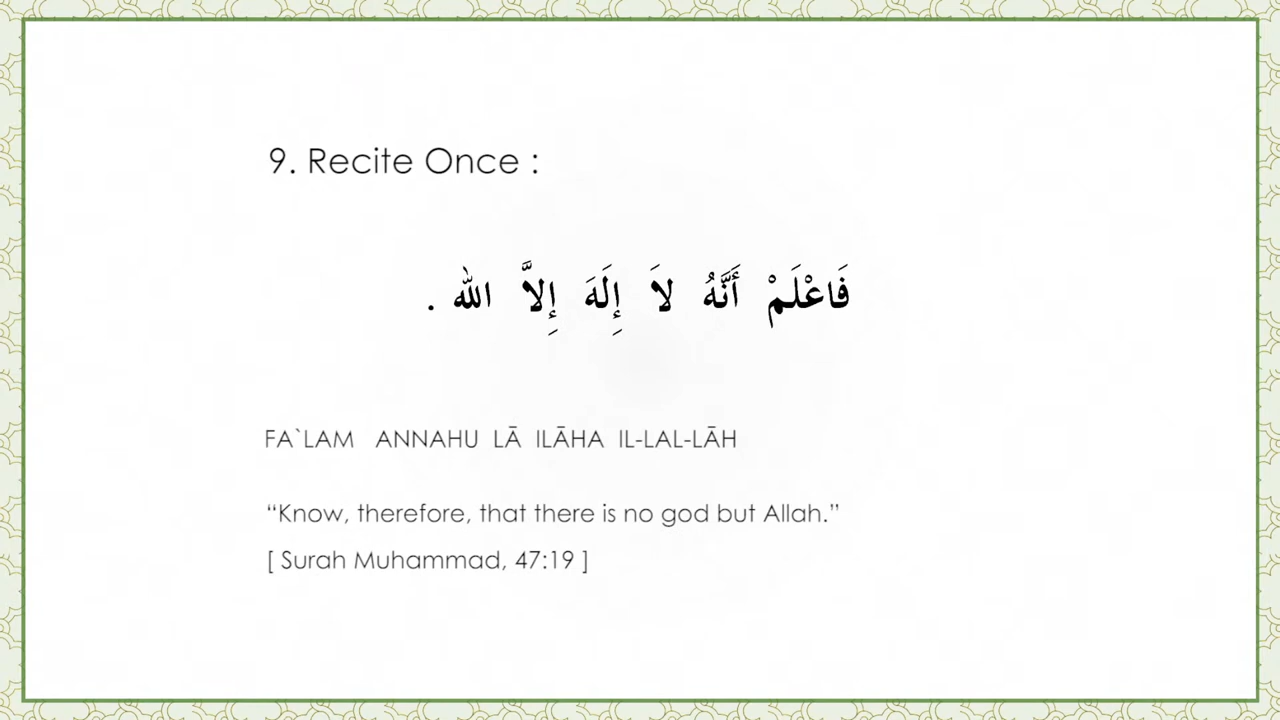 9. Recite Once :
فَاعْلَمْ أَنَّهُ لاَ إِلَهَ إِلاَّ الله .
FA`LAM ANNAHU LĀ ILĀHA IL-LAL-LĀH
“Know, therefore, that there is no god but Allah.”
[ Surah Muhammad, 47:19 ]